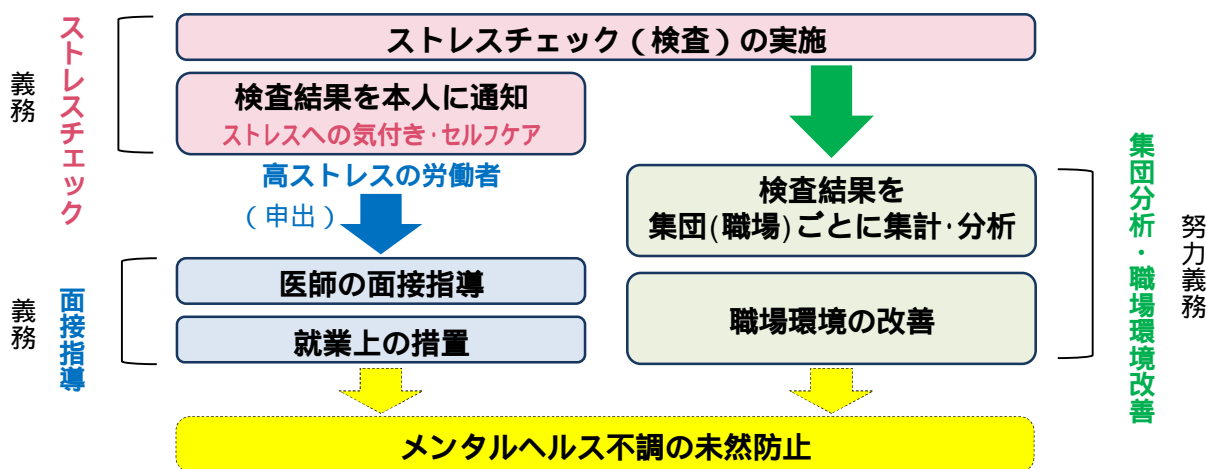 ストレスチェック（検査）の実施
義務
ストレスチェック
検査結果を本人に通知
ストレスへの気付き・セルフケア
高ストレスの労働者
（申出）
検査結果を
集団(職場)ごとに集計・分析
集団分析・職場環境改善
努力義務
義務
面接指導
医師の面接指導
就業上の措置
職場環境の改善
メンタルヘルス不調の未然防止